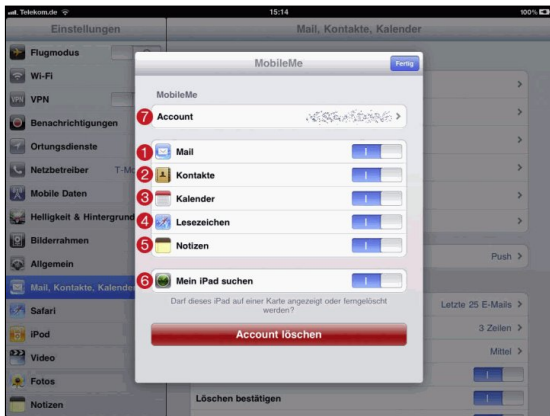 Telekom.de 15:14 100%
Einstellungen
Mail, Kontakte, Kalender
Flugmodus
Wi-Fi
VPN
Benachrichtigungen
Ortungsdienste
Netzbetreiber
Mobile Daten
Helligkeit & Hintergrund
Bilderrahmen
Allgemein
Mail, Kontakte, Kalender
Safari
iPod
Video
Fotos
Notizen
MobileMe
Fertig
MobileMe
7 Account
1 Mail
2 Kontakte
3 Kalender
4 Lesezeichen
5 Notizen
6 Mein iPad suchen
Darf dieses iPad auf einer Karte angezeigt oder ferngelöscht
werden?
Account löschen
Push
Letzte 25 E-Mails
3 Zeilen
Mittel
Löschen bestätigen